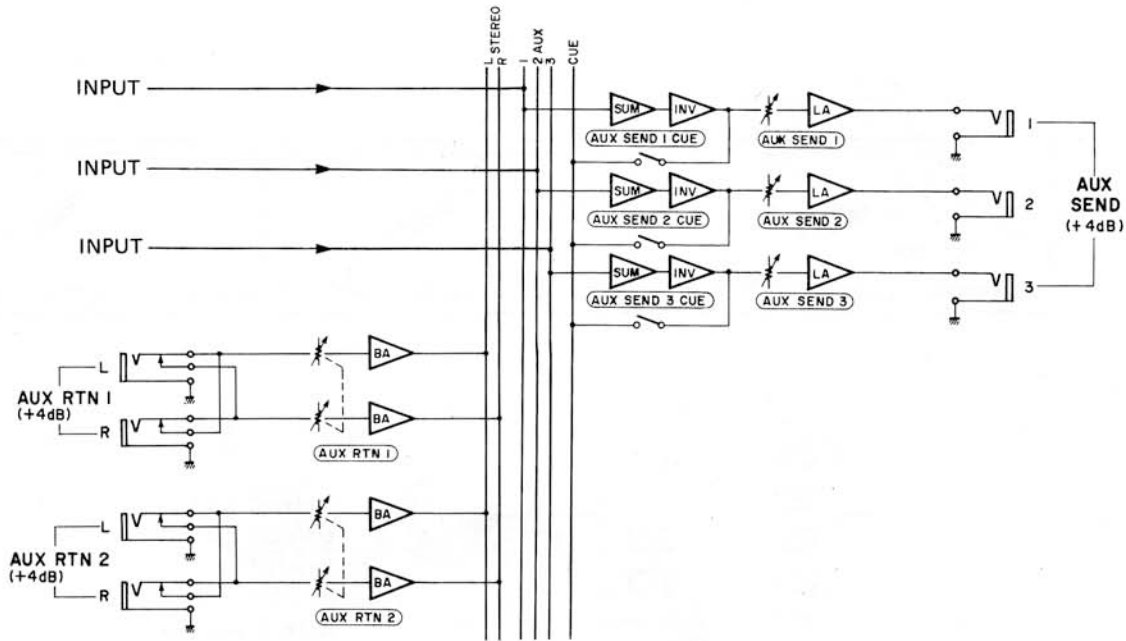 L STEREO
R
1
2 AUX
3
CUE
INPUT
INPUT
INPUT
SUM
INV
AUX SEND 1 CUE
LA
AUX SEND 1
1
SUM
INV
AUX SEND 2 CUE
LA
AUX SEND 2
2
SUM
INV
AUX SEND 3 CUE
LA
AUX SEND 3
3
AUX
SEND
(+4dB)
L
AUX RTN 1
(+4dB)
R
BA
BA
AUX RTN 1
L
AUX RTN 2
(+4dB)
R
BA
BA
AUX RTN 2